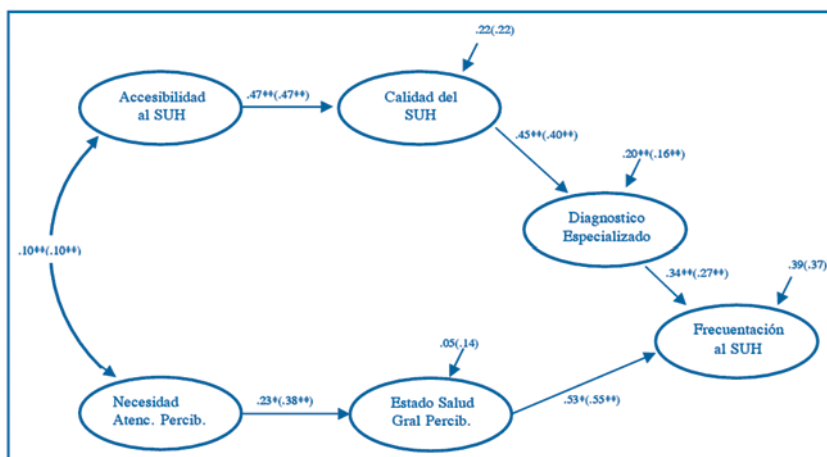 .22(.22)
Accesibilidad
al SUH
.47**(.47**)
Calidad del
SUH
.45**(.40**)
.20**(.16**)
Diagnostico
Especializado
.10**(.10**)
.34**(.27**)
.39(.37)
Frecuentación
al SUH
.05(.14)
Necesidad
Atenc. Percib.
.23*(.38**)
Estado Salud
Gral Percib.
.53*(.55**)